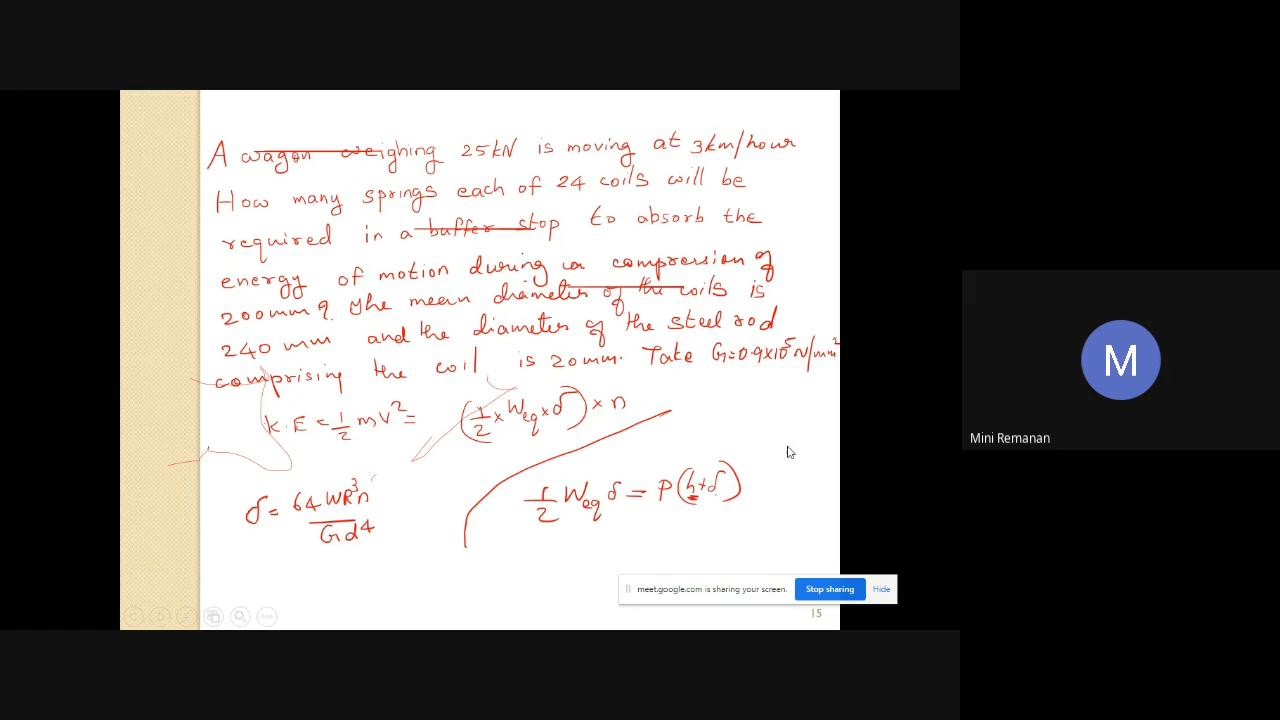 A wagon weighing 25kN is moving at 3km/hour
How many springs each of 24 coils will be
required in a buffer stop to absorb the
energy of motion during a compression of
200mm ?. The mean diameter of the coils is
240 mm and the diameter of the steel rod
comprising the coil is 20mm. Take G=0.9x10⁵N/mm²
K.E = 1/2 mV² = (1/2 × Weq × δ) × n
δ = 64WR³n / Gd⁴
1/2 Weq δ = P(h+δ)
meet.google.com is sharing your screen. Stop sharing Hide
15
M
Mini Remanan